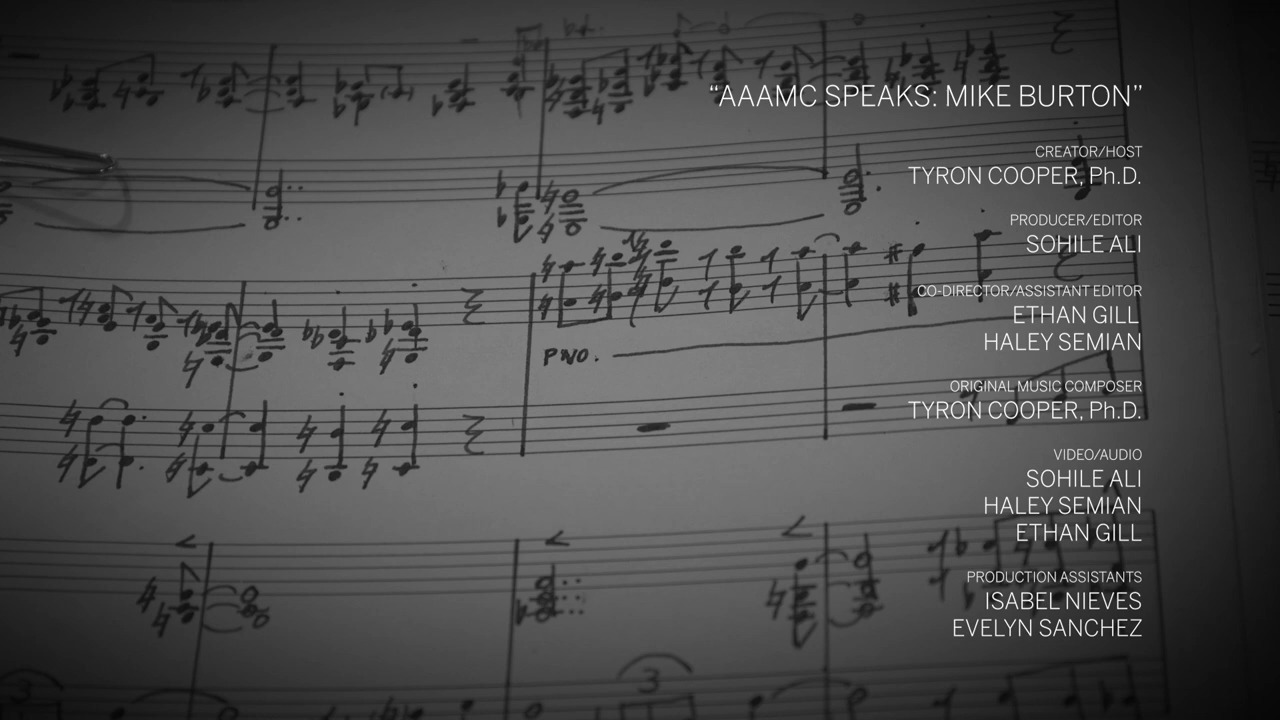 “AAAMC SPEAKS: MIKE BURTON”
CREATOR/HOST
TYRON COOPER, Ph.D.
PRODUCER/EDITOR
SOHILE ALI
CO-DIRECTOR/ASSISTANT EDITOR
ETHAN GILL
HALEY SEMIAN
PNO.
ORIGINAL MUSIC COMPOSER
TYRON COOPER, Ph.D.
VIDEO/AUDIO
SOHILE ALI
HALEY SEMIAN
ETHAN GILL
PRODUCTION ASSISTANTS
ISABEL NIEVES
EVELYN SANCHEZ
3
3